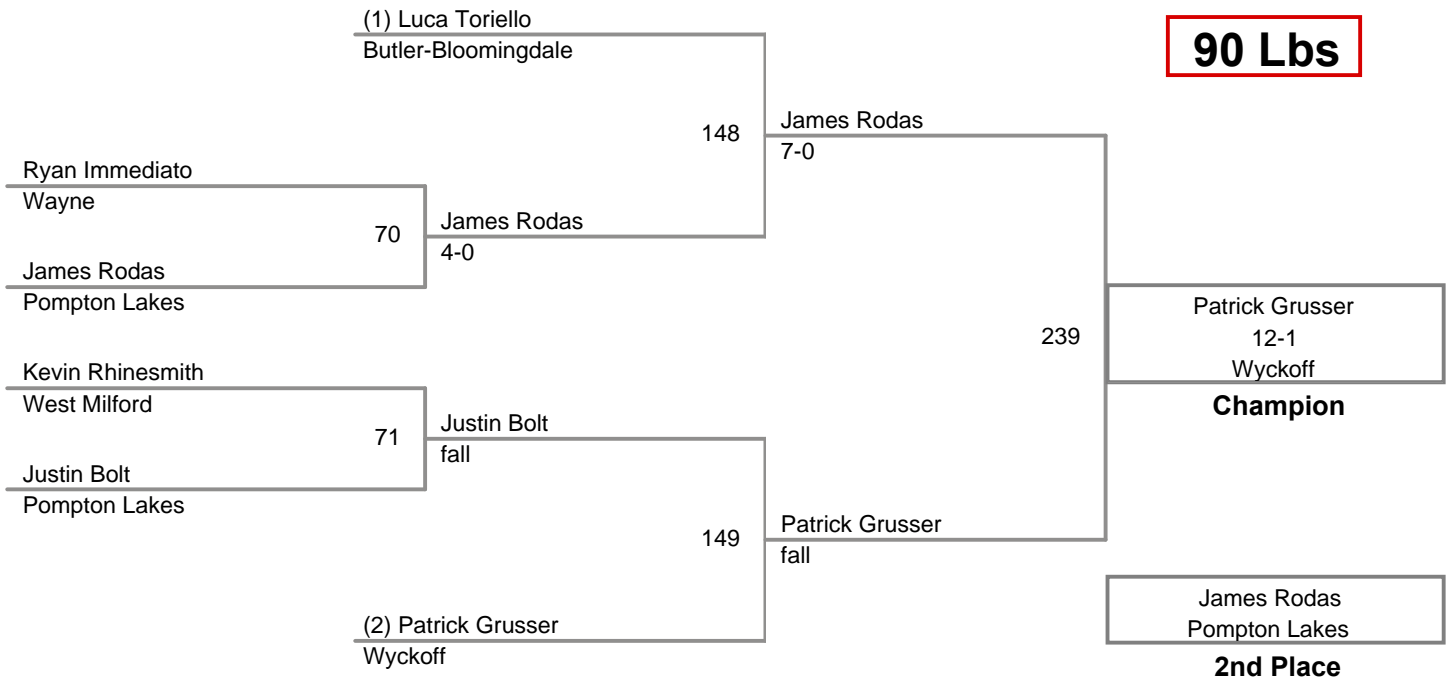 (1) Luca Toriello
Butler-Bloomingdale
90 Lbs
148
James Rodas
7-0
Ryan Immediato
Wayne
70
James Rodas
4-0
James Rodas
Pompton Lakes
239
Patrick Grusser
12-1
Wyckoff
Champion
Kevin Rhinesmith
West Milford
71
Justin Bolt
fall
Justin Bolt
Pompton Lakes
149
Patrick Grusser
fall
(2) Patrick Grusser
Wyckoff
James Rodas
Pompton Lakes
2nd Place